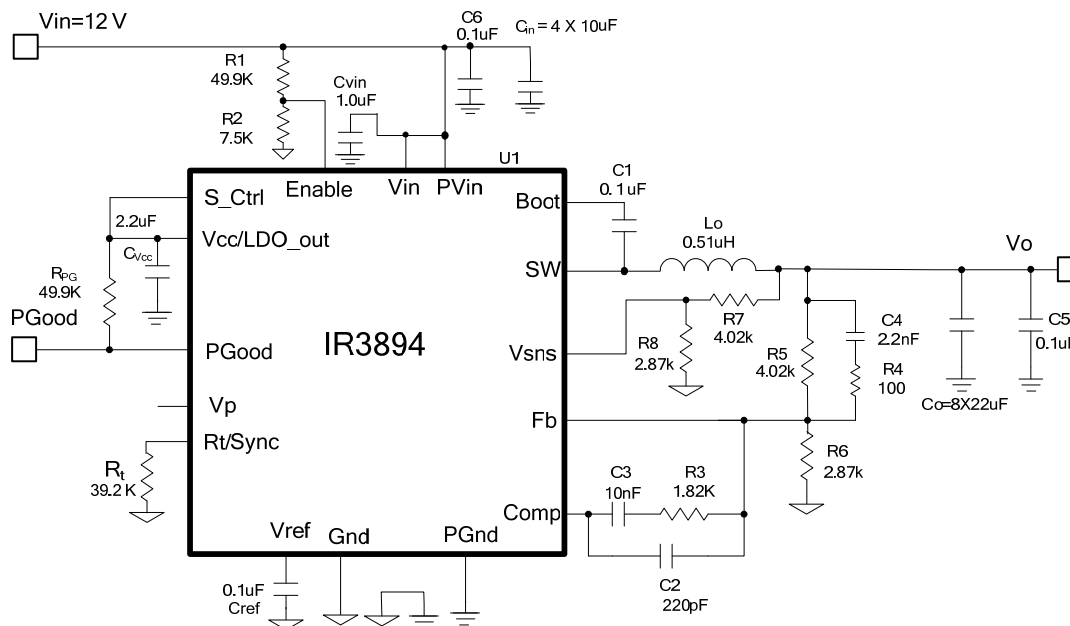 Vin=12 V
C6
0.1uF
Cin = 4 X 10uF
R1
49.9K
Cvin
1.0uF
R2
7.5K
U1
Enable
Vin
PVin
C1
0.1uF
S_Ctrl
Boot
2.2uF
Vcc/LDO_out
CVcc
Lo
0.51uH
Vo
SW
RPG
49.9K
PGood
R7
4.02k
R8
2.87k
C4
2.2nF
C5
IR3894
PGood
Vsns
R5
4.02k
R4
100
Co=8X22uF
Vp
Fb
Rt/Sync
Rt
39.2 K
R6
2.87k
C3
10nF
R3
1.82K
Comp
Vref
Gnd
PGnd
C2
220pF
0.1uF
Cref